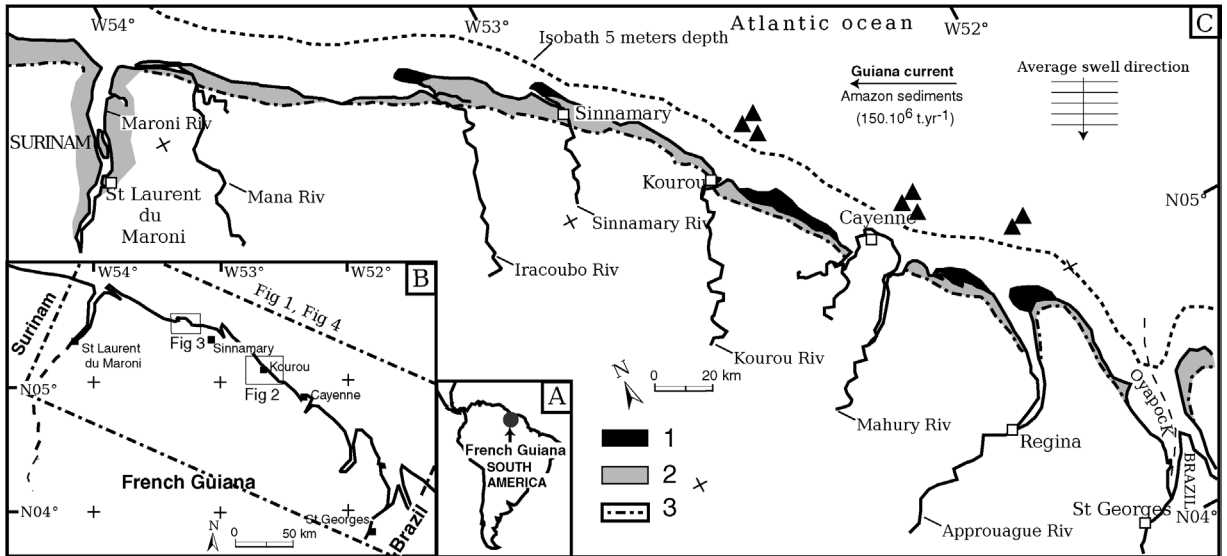 W54°
W53°
Atlantic ocean
W52°
C
Isobath 5 meters depth
Guiana current
Amazon sediments
(150.10⁶ t.yr⁻¹)
Average swell direction
Maroni Riv
SURINAM
Sinnamary
St Laurent
du
Maroni
Mana Riv
Kourou
Sinnamary Riv
Cayenne
N05°
Iracoubo Riv
Kourou Riv
N
0 20 km
Mahury Riv
1
2
3
Regina
Approuague Riv
Oyapock
BRAZIL
St Georges
N04°
W54°
W53°
W52°
B
Fig 1, Fig 4
Surinam
St Laurent
du Maroni
Fig 3
Sinnamary
Kourou
Fig 2
Cayenne
N05°
French Guiana
N04°
N
0 50 km
St Georges
Brazil
A
French Guiana
SOUTH
AMERICA